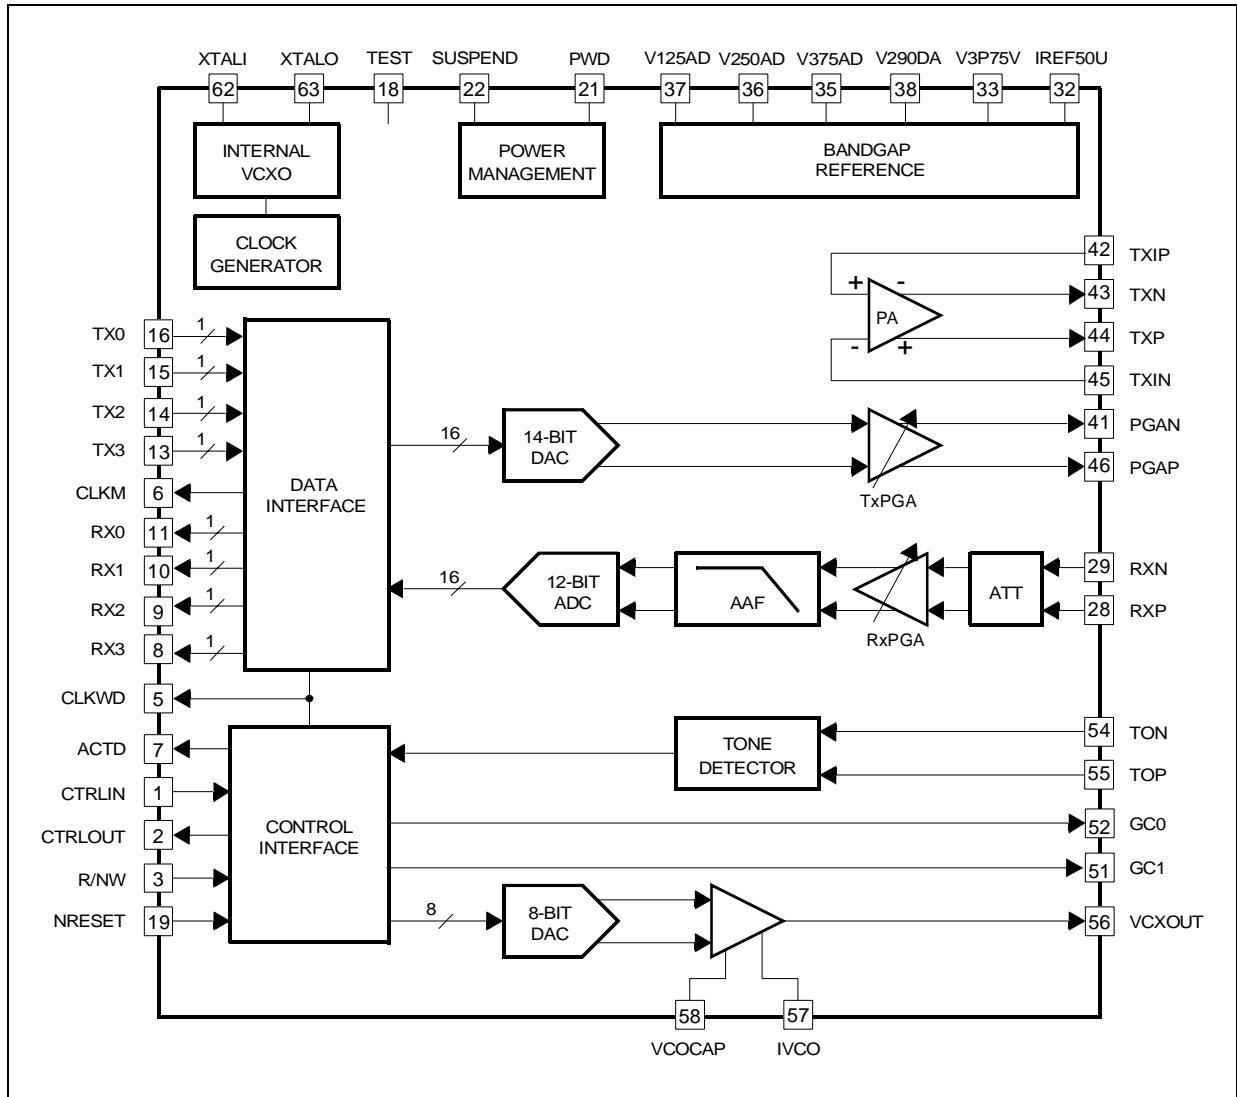 XTALI XTALO TEST SUSPEND PWD V125AD V250AD V375AD V290DA V3P75V IREF50U
62 63 18 22 21 37 36 35 38 33 32
INTERNAL
VCXO
POWER
MANAGEMENT
BANDGAP
REFERENCE
CLOCK
GENERATOR
42 TXIP
+ -
43 TXN
PA
44 TXP
- +
45 TXIN
TX0 16 1
TX1 15 1
TX2 14 1
TX3 13 1
CLKM 6
RX0 11 1
RX1 10 1
RX2 9 1
RX3 8 1
DATA
INTERFACE
16
14-BIT
DAC
TxPGA
41 PGAN
46 PGAP
16
12-BIT
ADC
AAF
RxPGA
ATT
29 RXN
28 RXP
CLKWD 5
ACTD 7
CTRLIN 1
CTRLOUT 2
R/NW 3
NRESET 19
CONTROL
INTERFACE
TONE
DETECTOR
54 TON
55 TOP
52 GC0
51 GC1
8
8-BIT
DAC
56 VCXOUT
58 57
VCOCAP IVCO